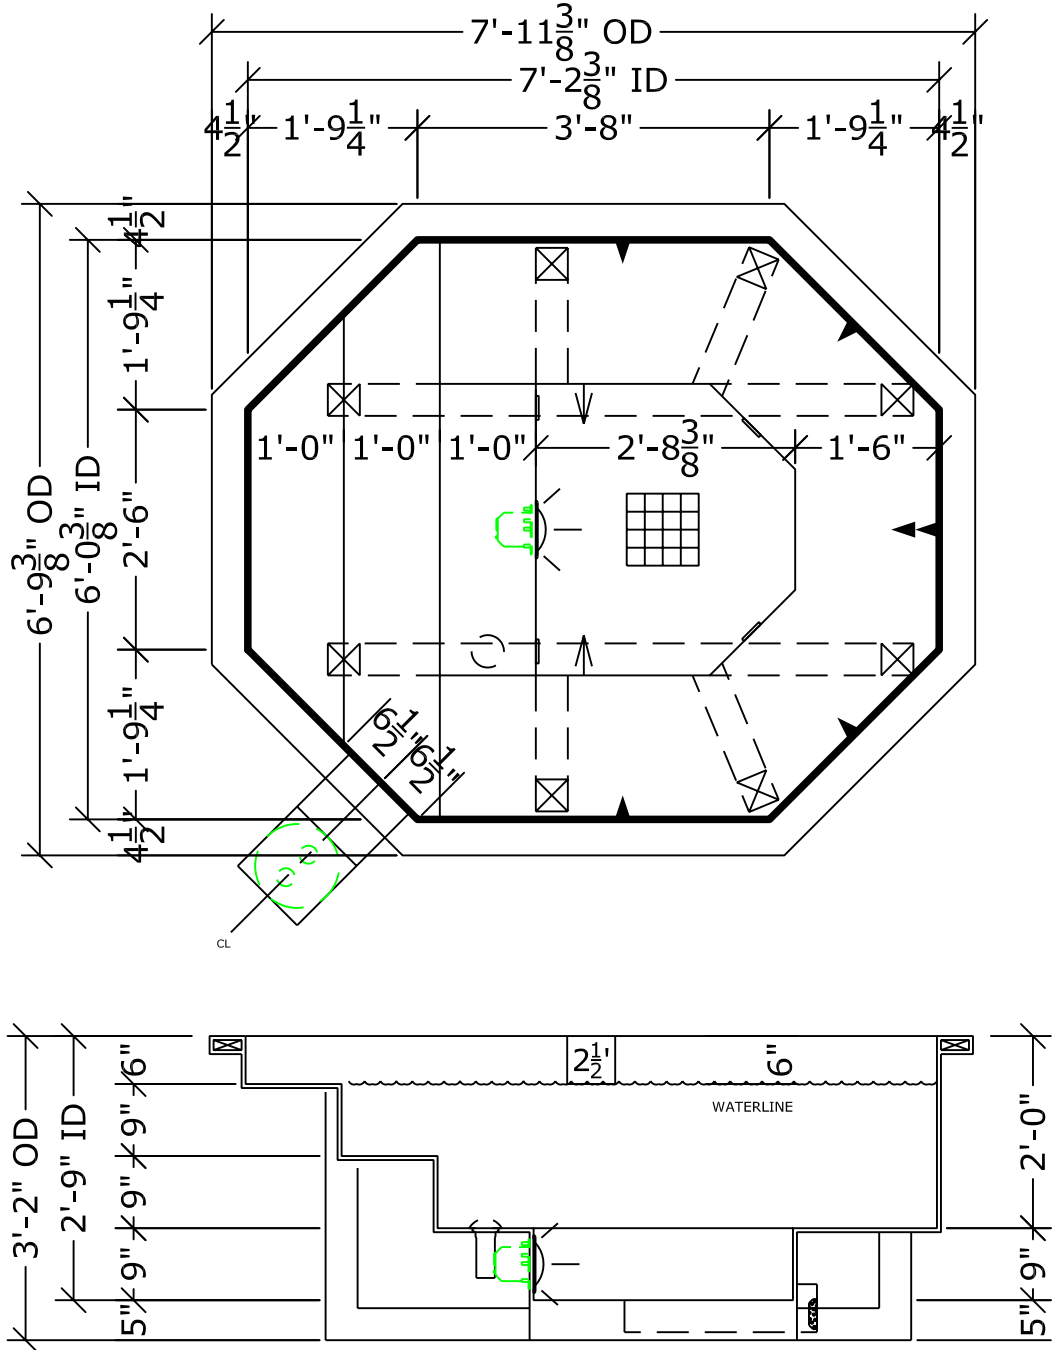 7'-11 3/8" OD
7'-2 3/8" ID
4 1/2" 1'-9 1/4" 3'-8" 1'-9 1/4" 4 1/2"
6'-9 3/8" OD
6'-0 3/8" ID
4 1/2"
1'-9 1/4"
2'-6"
1'-9 1/4"
4 1/2"
1'-0" 1'-0" 1'-0" 2'-8 3/8" 1'-6"
6 1/2" 6 1/2"
CL
3'-2" OD
2'-9" ID
6"
9"
9"
9"
5"
2 1/2'
6"
WATERLINE
2'-0"
9"
5"